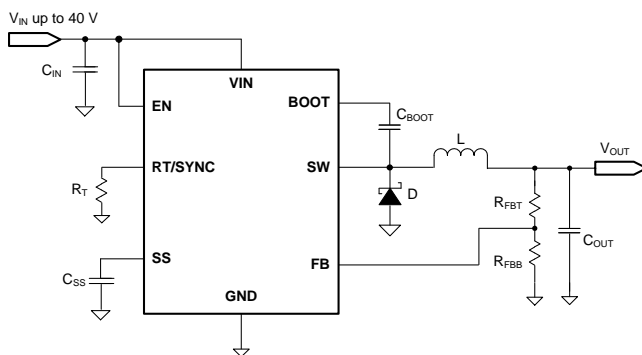 VIN up to 40 V
CIN
VIN
EN
BOOT
CBOOT
RT/SYNC
SW
L
VOUT
RT
D
RFBT
COUT
SS
CSS
FB
RFBB
GND